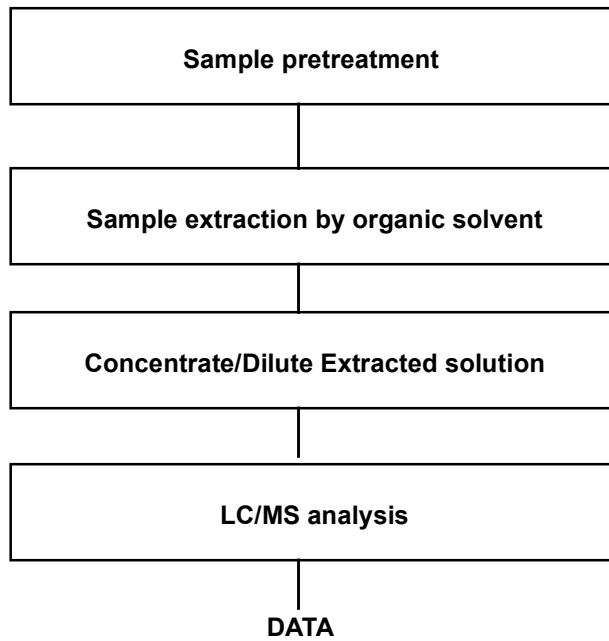 Sample pretreatment
Sample extraction by organic solvent
Concentrate/Dilute Extracted solution
LC/MS analysis
DATA